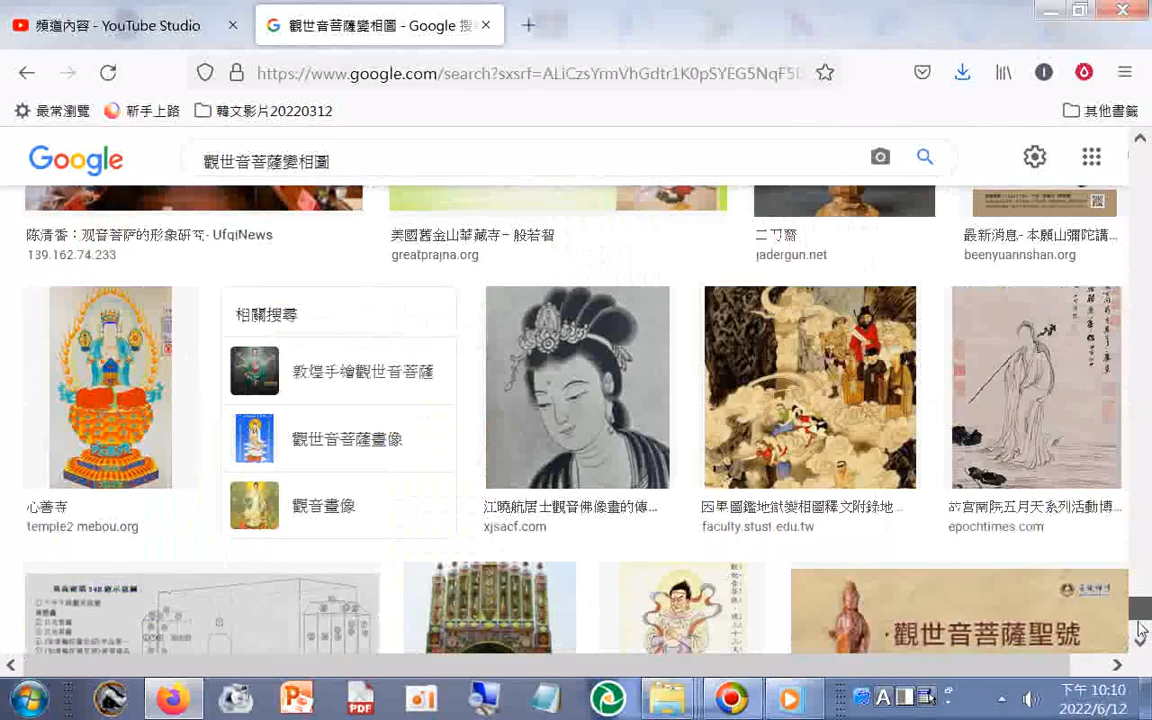 頻道內容 - YouTube Studio
觀世音菩薩變相圖 - Google 搜
https://www.google.com/search?sxsrf=ALiCzsYrmVhGdtr1K0pSYEG5NqF5
最常瀏覽
新手上路
韓文影片20220312
其他書籤
Google
觀世音菩薩變相圖
陈清香：观音菩萨的形象研究- UfqiNews
139.162.74.233
美國舊金山華藏寺– 般若智
greatprajna.org
jadergun.net
最新消息- 本願山彌陀講...
beenyuannshan.org
心善寺
temple2.mebou.org
相關搜尋
敦煌手繪觀世音菩薩
觀世音菩薩畫像
觀音畫像
江曉航居士觀音佛像畫的傳...
xjsacf.com
因果圖鑑地獄變相圖釋文附錄地...
faculty.stust.edu.tw
故宮南院五月天系列活動博...
epochtimes.com
·觀世音菩薩聖號
PDF
A
下午 10:10
2022/6/12